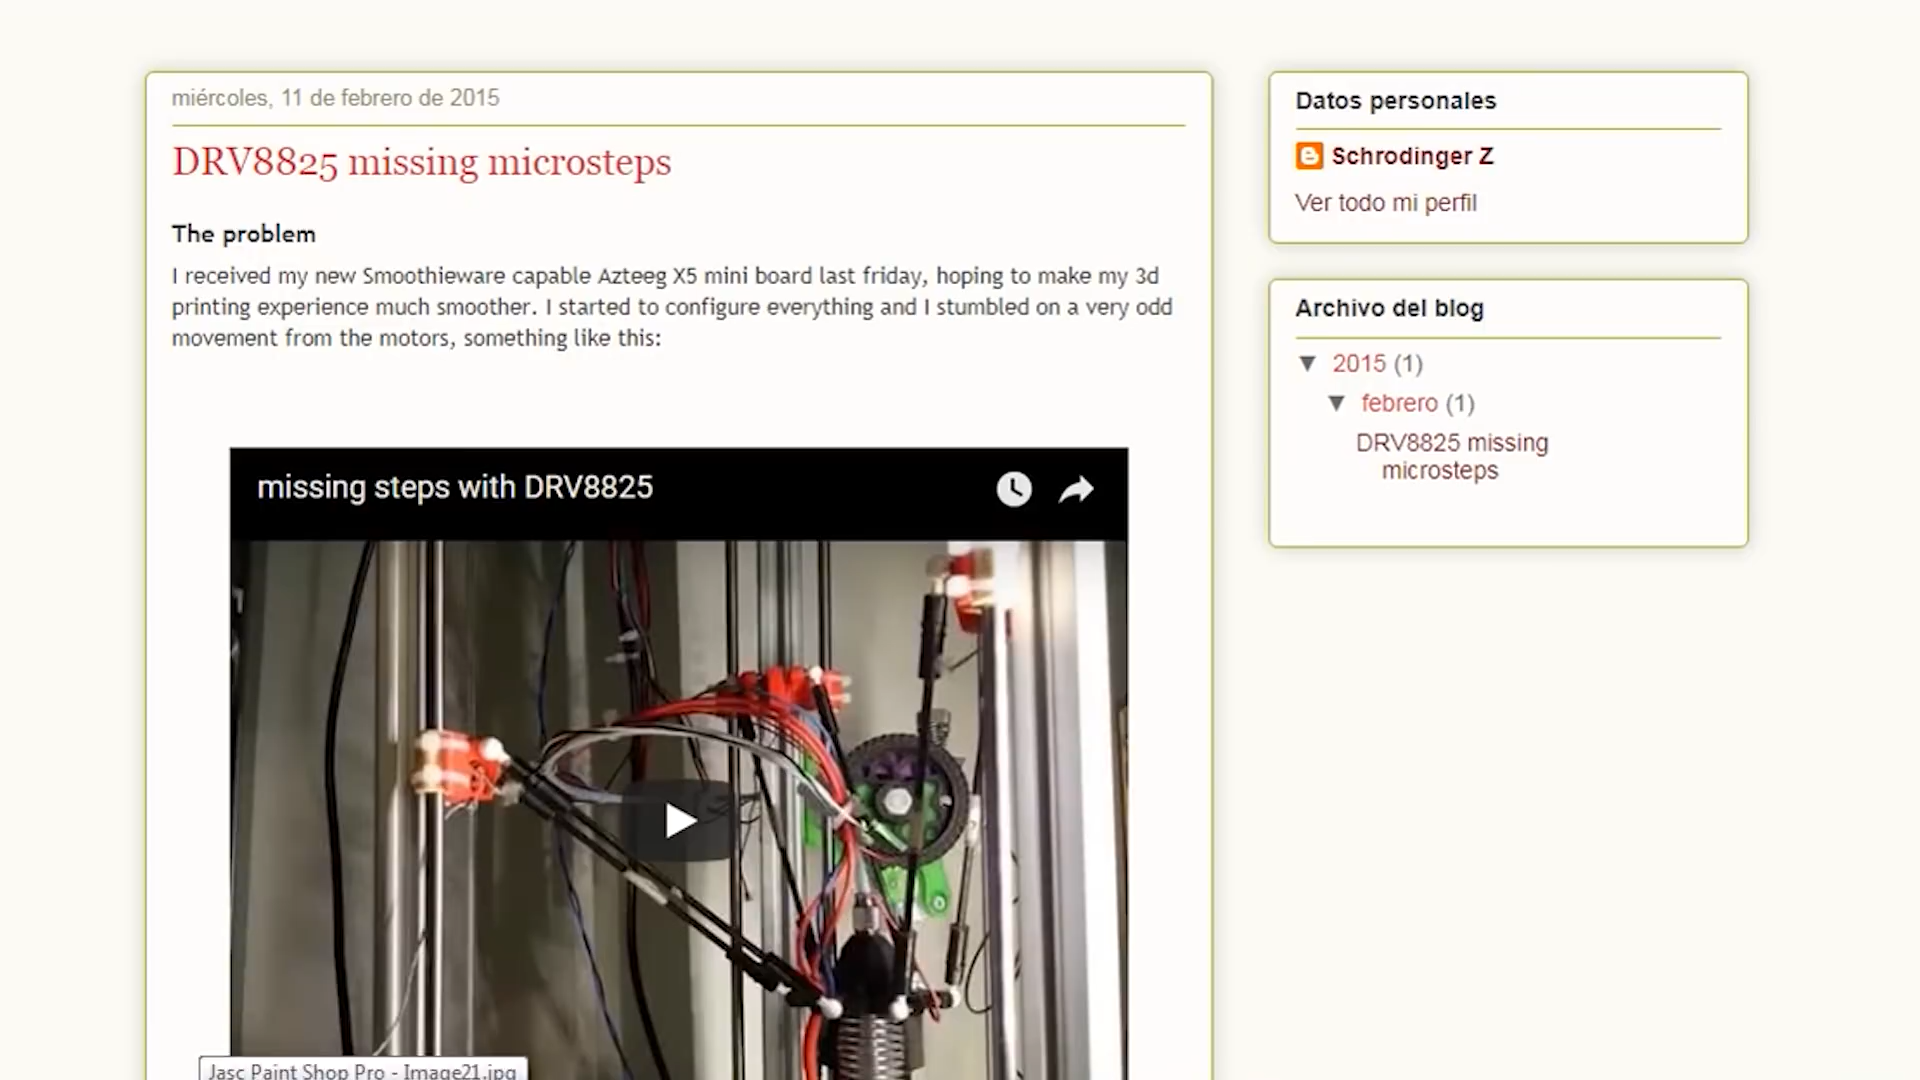 miércoles, 11 de febrero de 2015
DRV8825 missing microsteps
The problem
I received my new Smoothieware capable Azteeg X5 mini board last friday, hoping to make my 3d
printing experience much smoother. I started to configure everything and I stumbled on a very odd
movement from the motors, something like this:
missing steps with DRV8825
Jasc Paint Shop Pro - Image21.jpg
Datos personales
Schrodinger Z
Ver todo mi perfil
Archivo del blog
▼ 2015 (1)
▼ febrero (1)
DRV8825 missing
microsteps